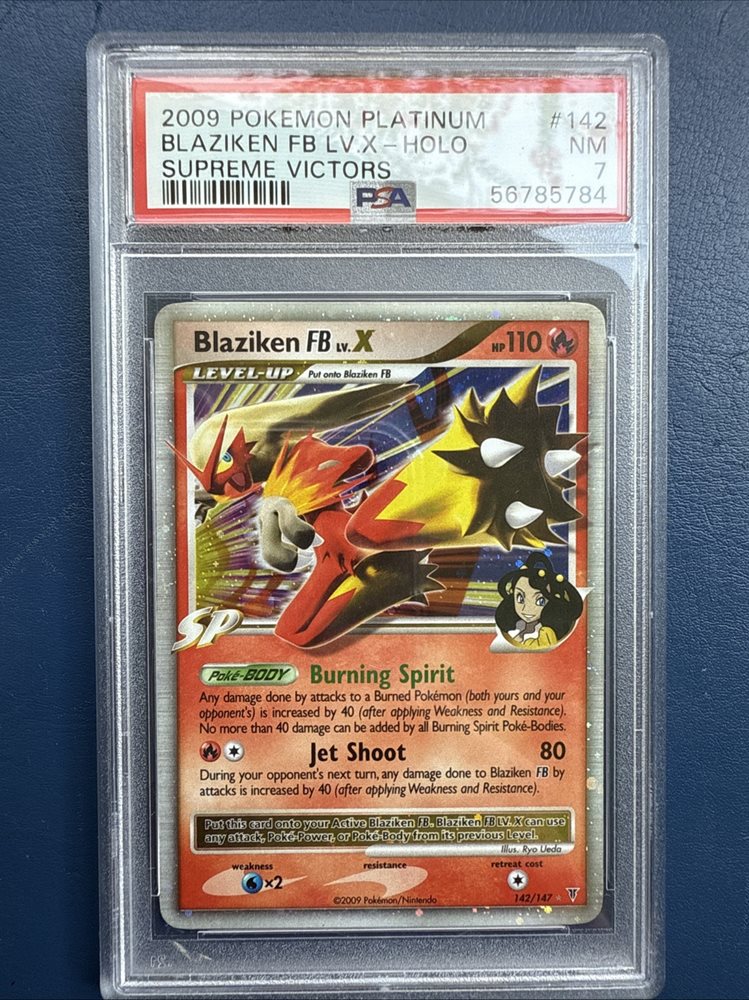 2009 POKEMON PLATINUM #142
BLAZIKEN FB LV.X-HOLO NM
SUPREME VICTORS 7
PSA 56785784
Blaziken FB LV.X HP110
LEVEL-UP Put onto Blaziken FB
SP
Poké-BODY Burning Spirit
Any damage done by attacks to a Burned Pokémon (both yours and your
opponent's) is increased by 40 (after applying Weakness and Resistance).
No more than 40 damage can be added by all Burning Spirit Poké-Bodies.
Jet Shoot 80
During your opponent's next turn, any damage done to Blaziken FB by
attacks is increased by 40 (after applying Weakness and Resistance).
Put this card onto your Active Blaziken FB. Blaziken FB LV.X can use
any attack, Poké-Power, or Poké-Body from its previous Level.
Illus. Ryo Ueda
weakness resistance retreat cost
×2
©2009 Pokémon/Nintendo 142/147